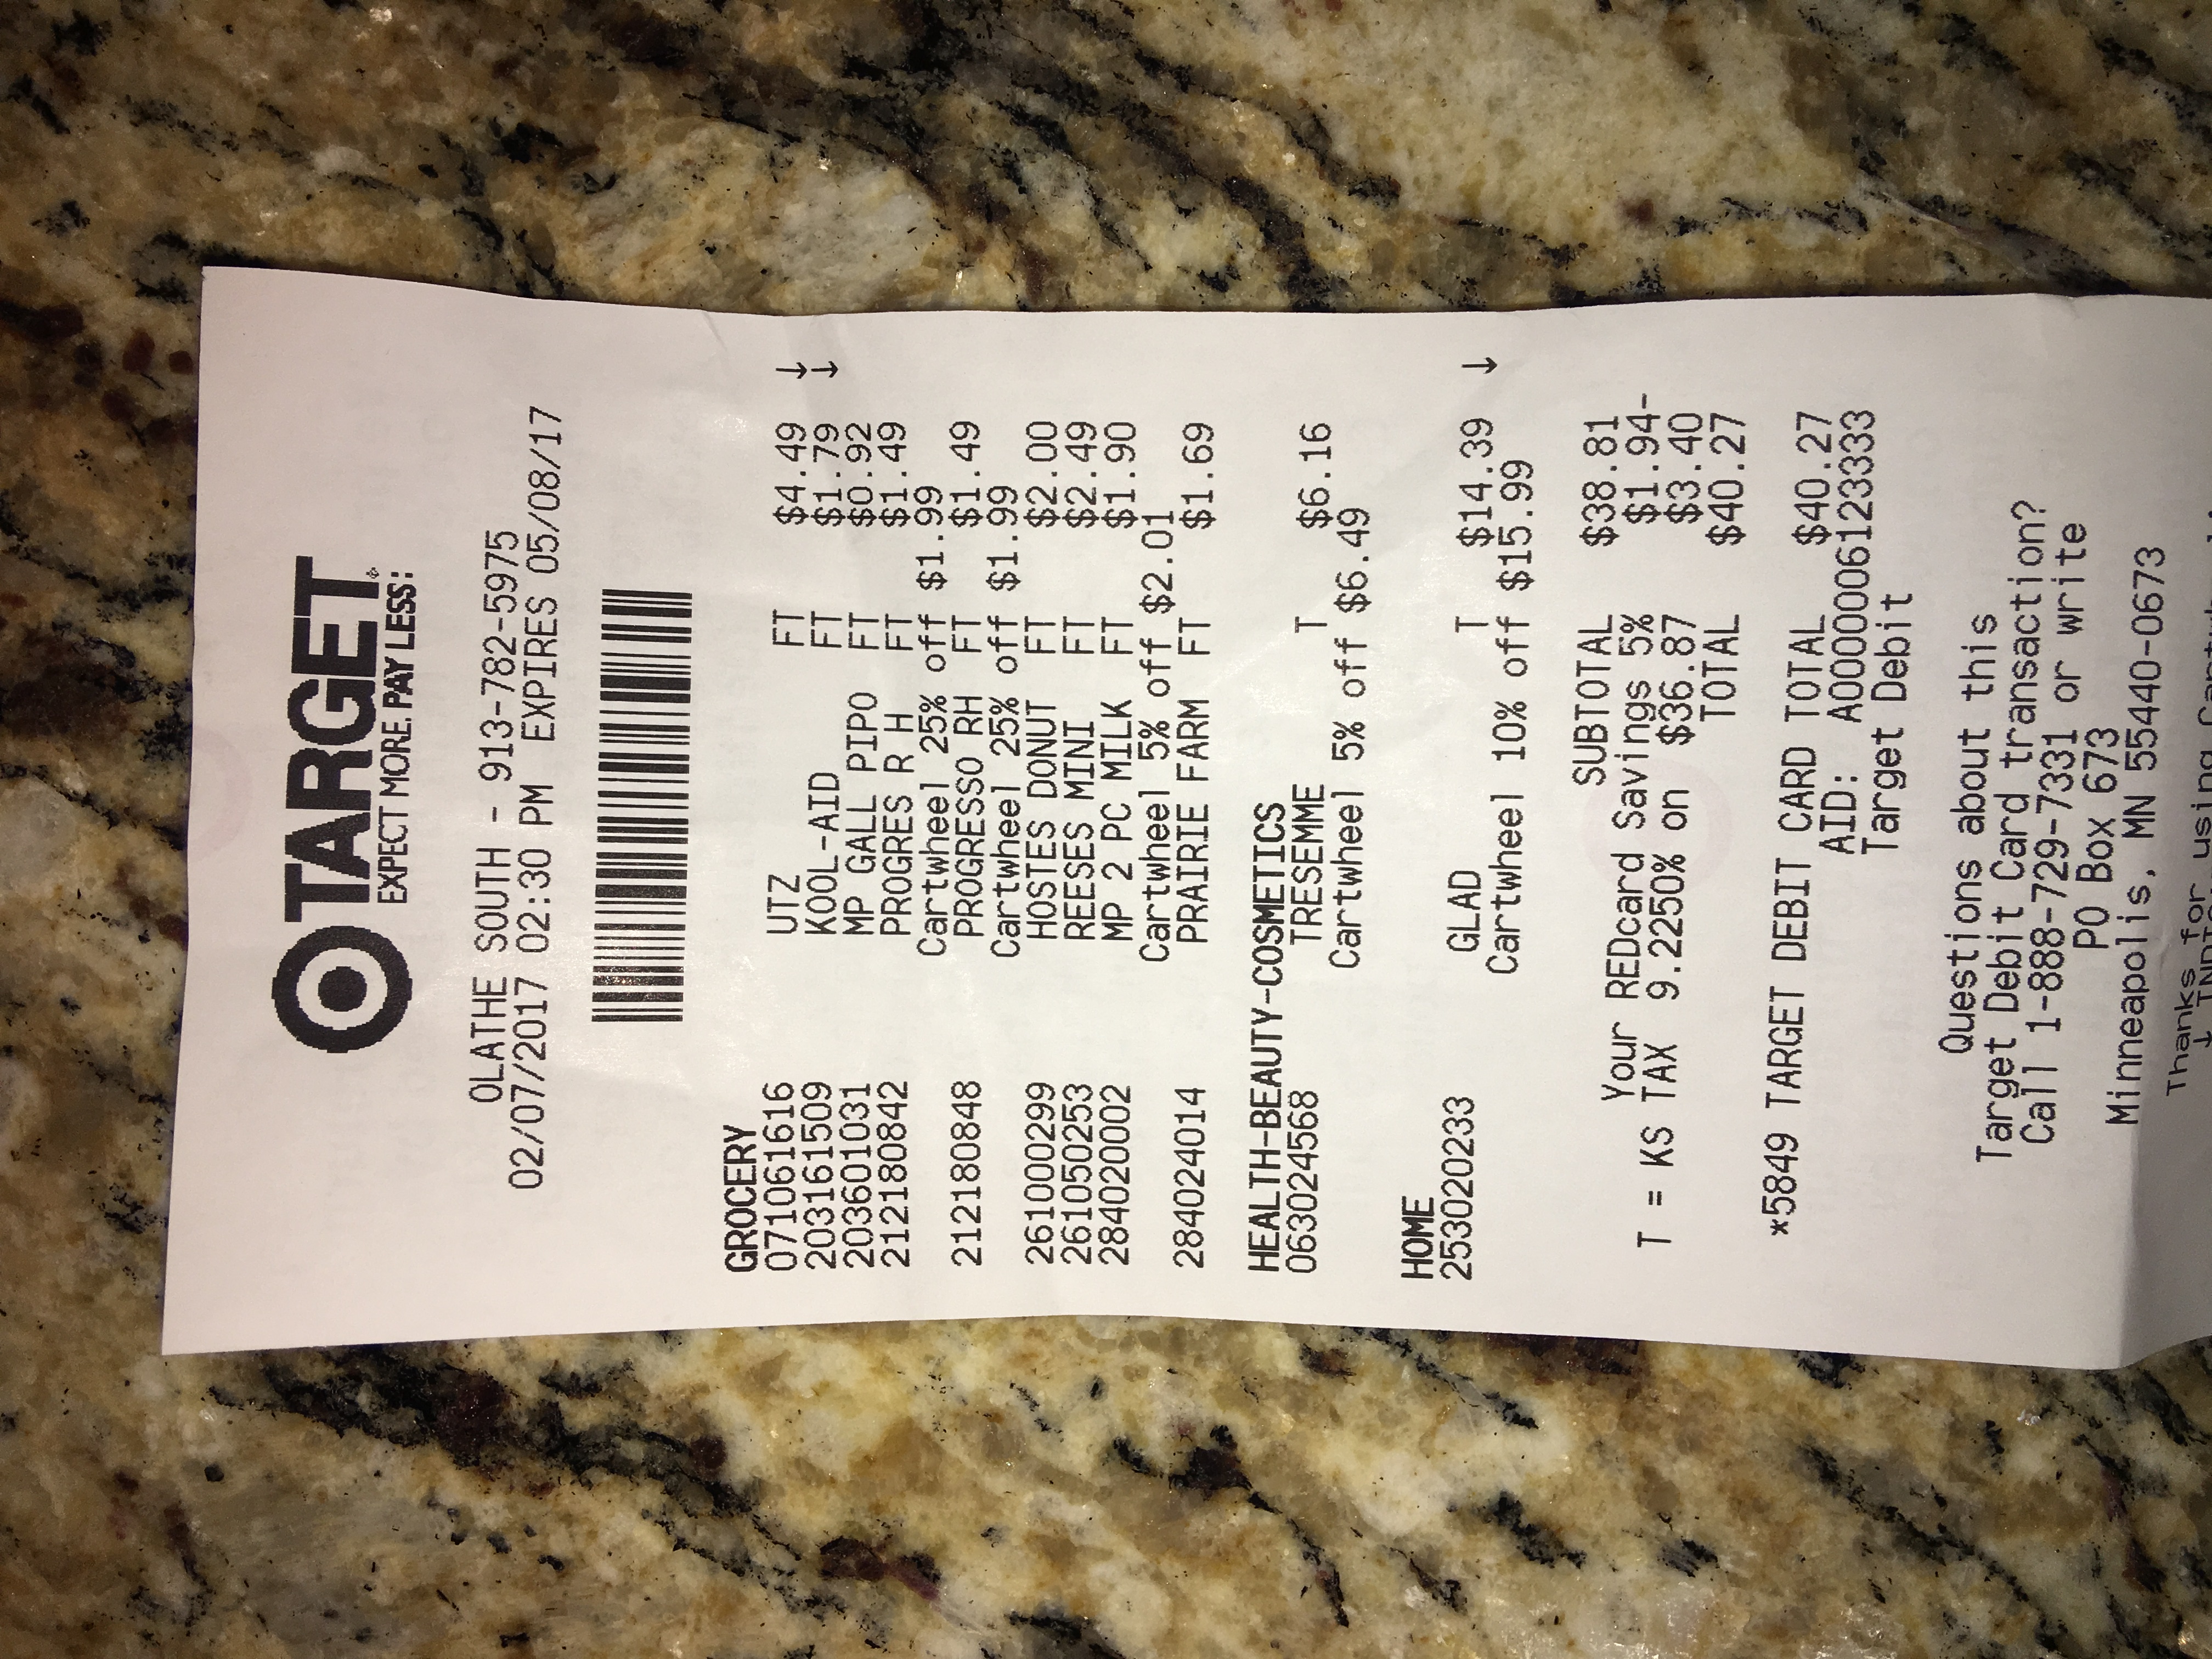 TARGET
EXPECT MORE. PAY LESS.
OLATHE SOUTH - 913-782-5975
02/07/2017 02:30 PM EXPIRES 05/08/17
GROCERY
071061616 UTZ FT $4.49 ↓
203161509 KOOL-AID FT $1.79 ↓
203601031 MP GALL PIPO FT $0.92
212180842 PROGRES R H FT $1.49
Cartwheel 25% off $1.99
212180848 PROGRESSO RH FT $1.49
Cartwheel 25% off $1.99
261000299 HOSTES DONUT FT $2.00
261050253 REESES MINI FT $2.49
284020002 MP 2 PC MILK FT $1.90
Cartwheel 5% off $2.01
284024014 PRAIRIE FARM FT $1.69
HEALTH-BEAUTY-COSMETICS
063024568 TRESEMME T $6.16
Cartwheel 5% off $6.49
HOME
253020233 GLAD T $14.39 ↓
Cartwheel 10% off $15.99
SUBTOTAL $38.81
Your REDcard Savings 5% $1.94-
T = KS TAX 9.2250% on $36.87 $3.40
TOTAL $40.27
*5849 TARGET DEBIT CARD TOTAL $40.27
AID: A0000006123333
Target Debit
Questions about this
Target Debit Card transaction?
Call 1-888-729-7331 or write
PO Box 673
Minneapolis, MN 55440-0673
Thanks for using